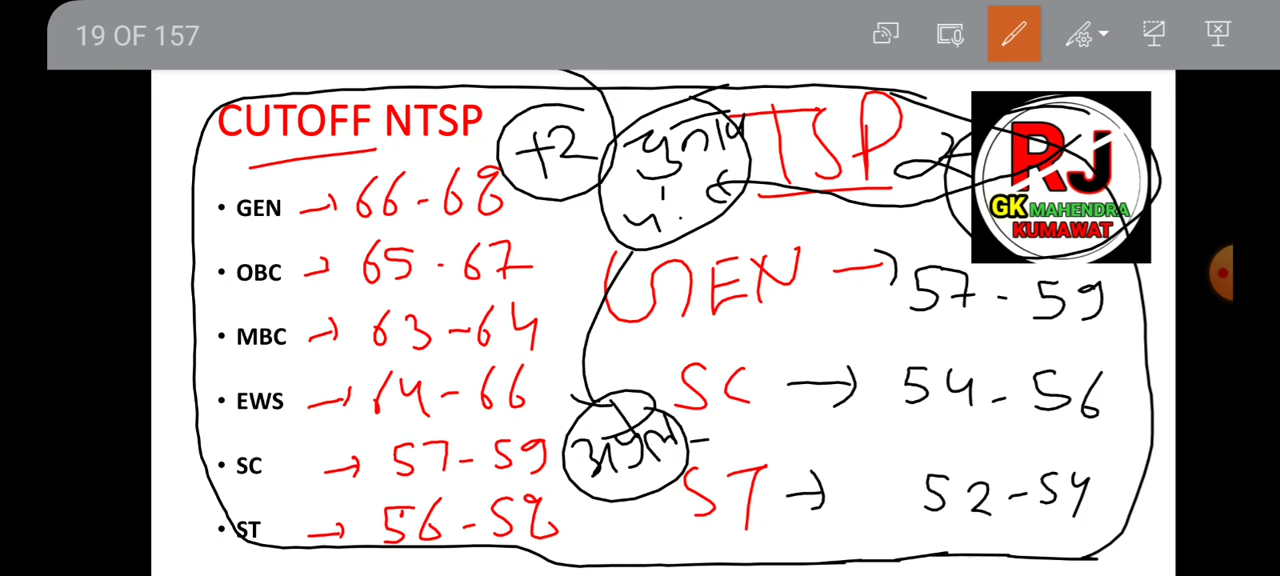 19 OF 157
CUTOFF NTSP
+2
TSP
RJ
GK MAHENDRA
KUMAWAT
• GEN → 66-68
• OBC → 65-67
• MBC → 63-64
• EWS → 64-66
• SC → 57-59
• ST → 56-58
GEN → 57-59
SC → 54-56
ST → 52-54